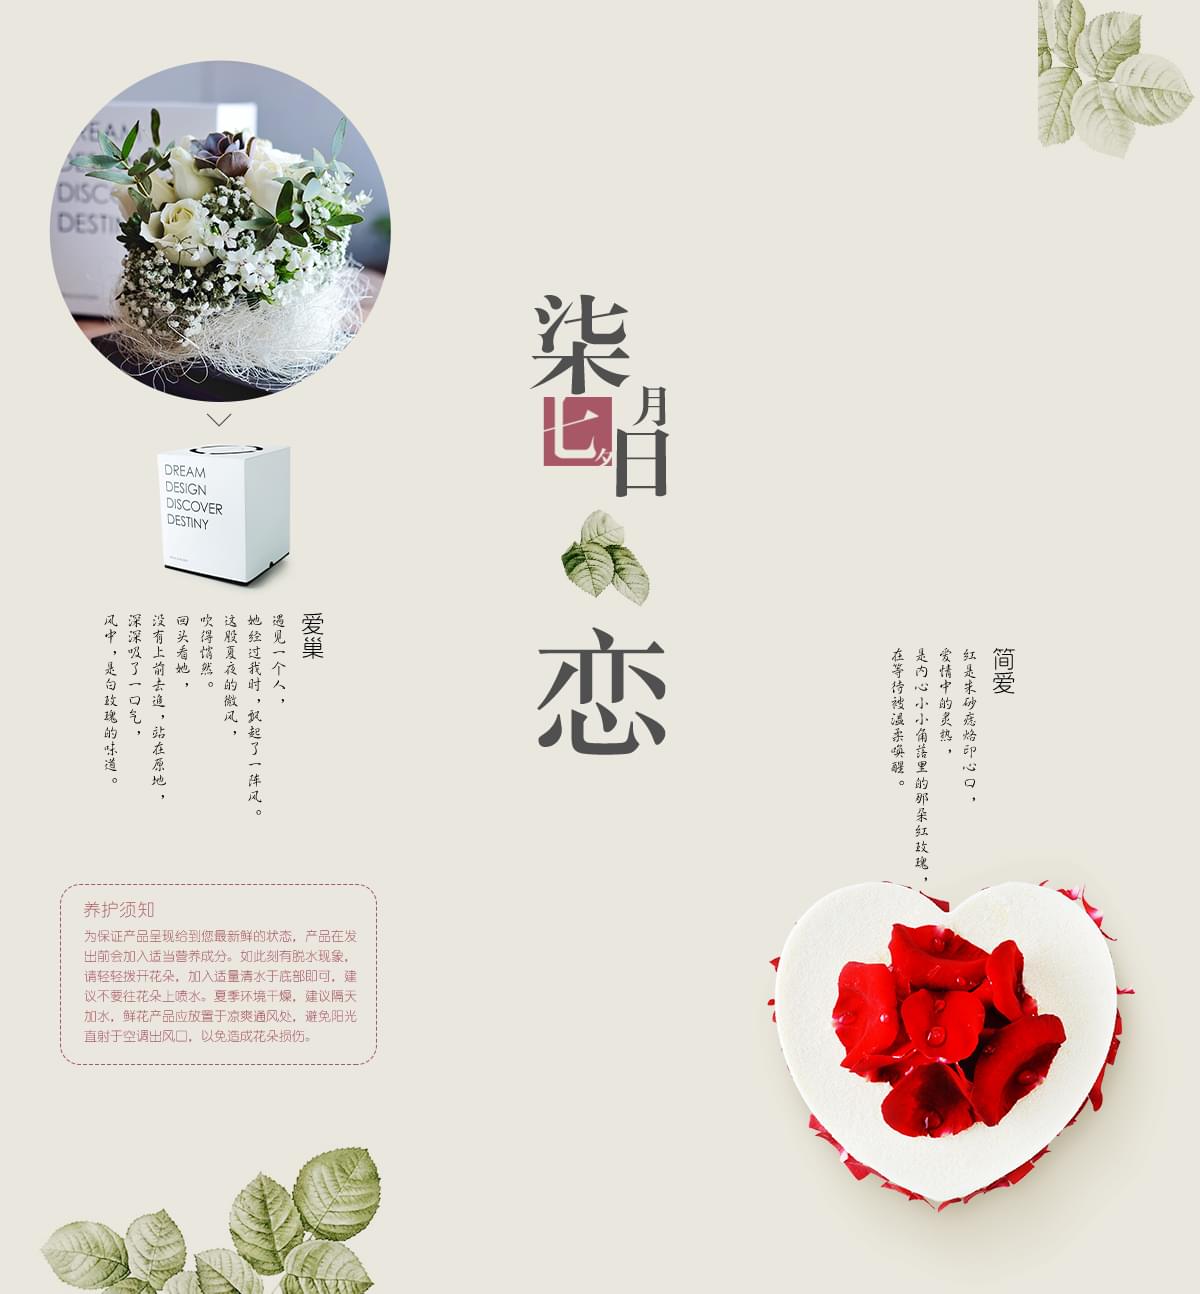 DREAM
DE
DISC
DESTIN
DREAM
DESIGN
DISCOVER
DESTINY
爱巢
遇见一个人，
她经过我时，飘起了一阵风。
这股夏夜的微风，
吹得悄然。
回头看她，
没有上前去追，站在原地，
深深吸了一口气，
风中，是白玫瑰的味道。
养护须知
为保证产品呈现给到您最新鲜的状态，产品在发
出前会加入适当营养成分。如此刻有脱水现象，
请轻轻拨开花朵，加入适量清水于底部即可，建
议不要往花朵上喷水。夏季环境干燥，建议隔天
加水，鲜花产品应放置于凉爽通风处，避免阳光
直射于空调出风口，以免造成花朵损伤。
柒
月
七夕
日
恋
简爱
红是朱砂痣烙印心口，
爱情中的炙热，
是内心小小角落里的那朵红玫瑰，
在等待被温柔唤醒。